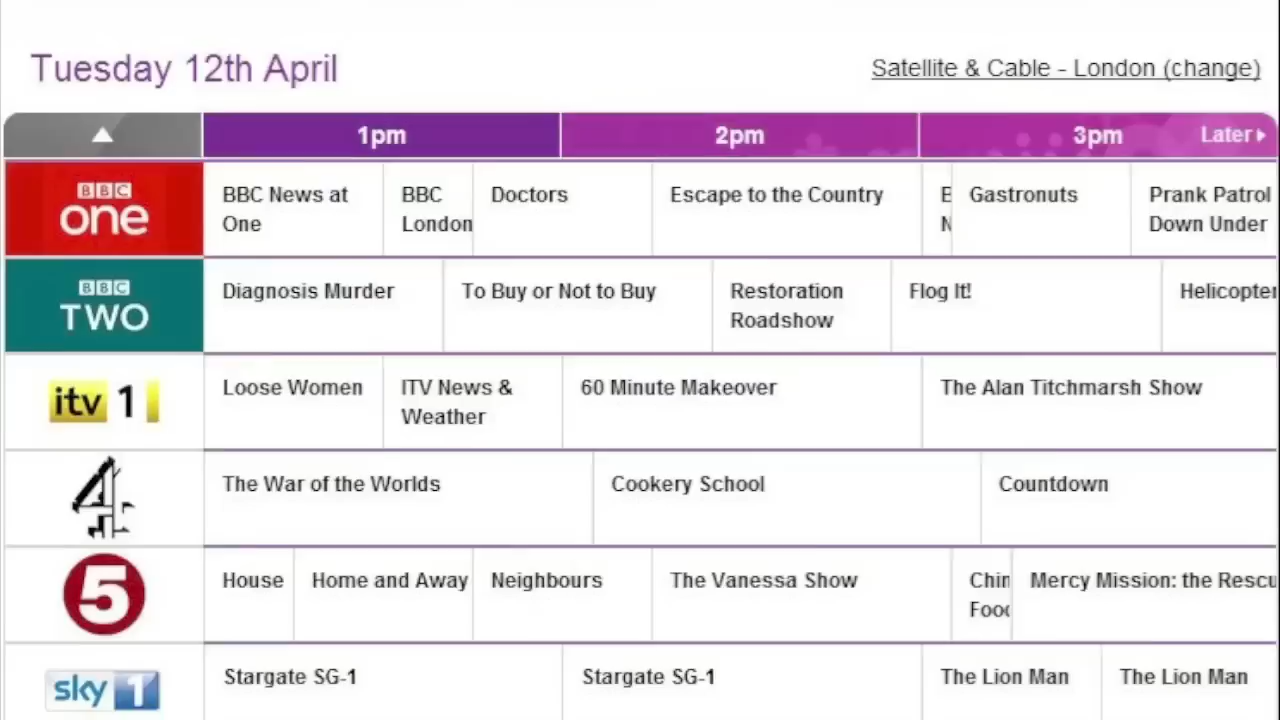 Tuesday 12th April
Satellite & Cable - London (change)
1pm
2pm
3pm
Later
BBC
one
BBC News at
One
BBC
London
Doctors
Escape to the Country
Gastronuts
Prank Patrol
Down Under
BBC
TWO
Diagnosis Murder
To Buy or Not to Buy
Restoration
Roadshow
Flog It!
Helicopter
itv 1
Loose Women
ITV News &
Weather
60 Minute Makeover
The Alan Titchmarsh Show
4
The War of the Worlds
Cookery School
Countdown
5
House
Home and Away
Neighbours
The Vanessa Show
Mercy Mission: the
sky 1
Stargate SG-1
Stargate SG-1
The Lion Man
The Lion Man